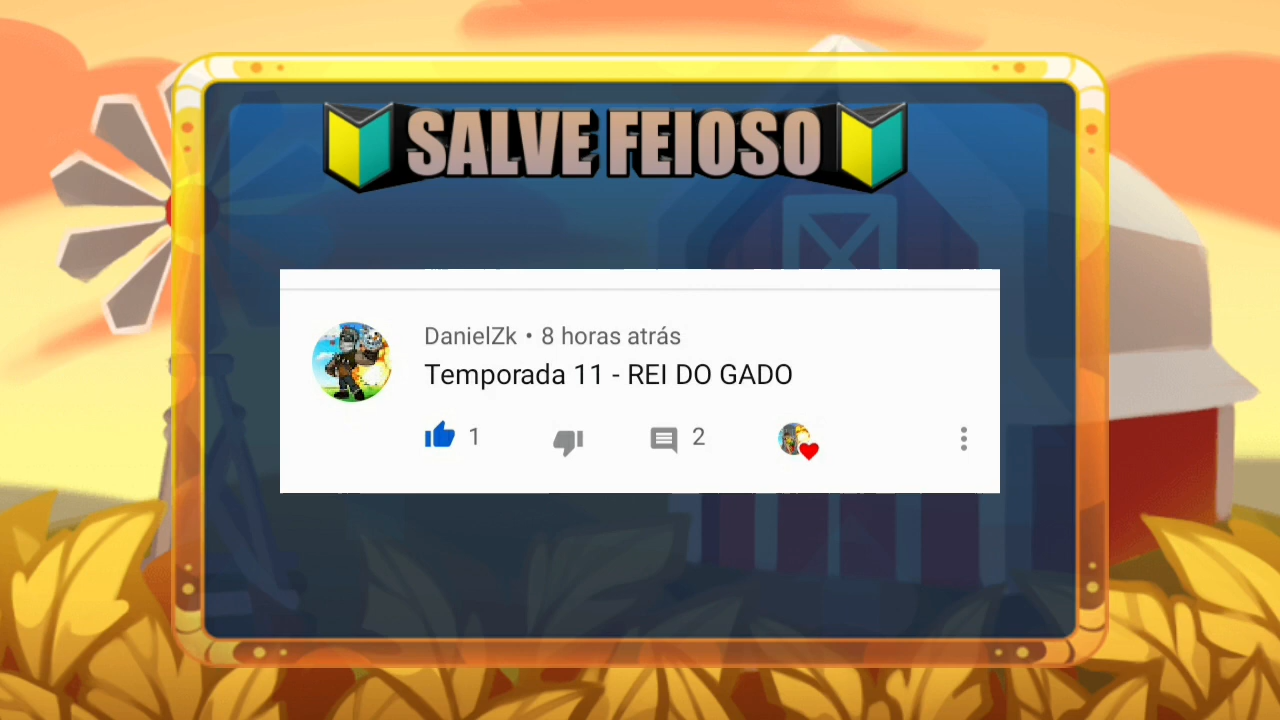 SALVE FEIOSO
DanielZk • 8 horas atrás
Temporada 11 - REI DO GADO
1 2